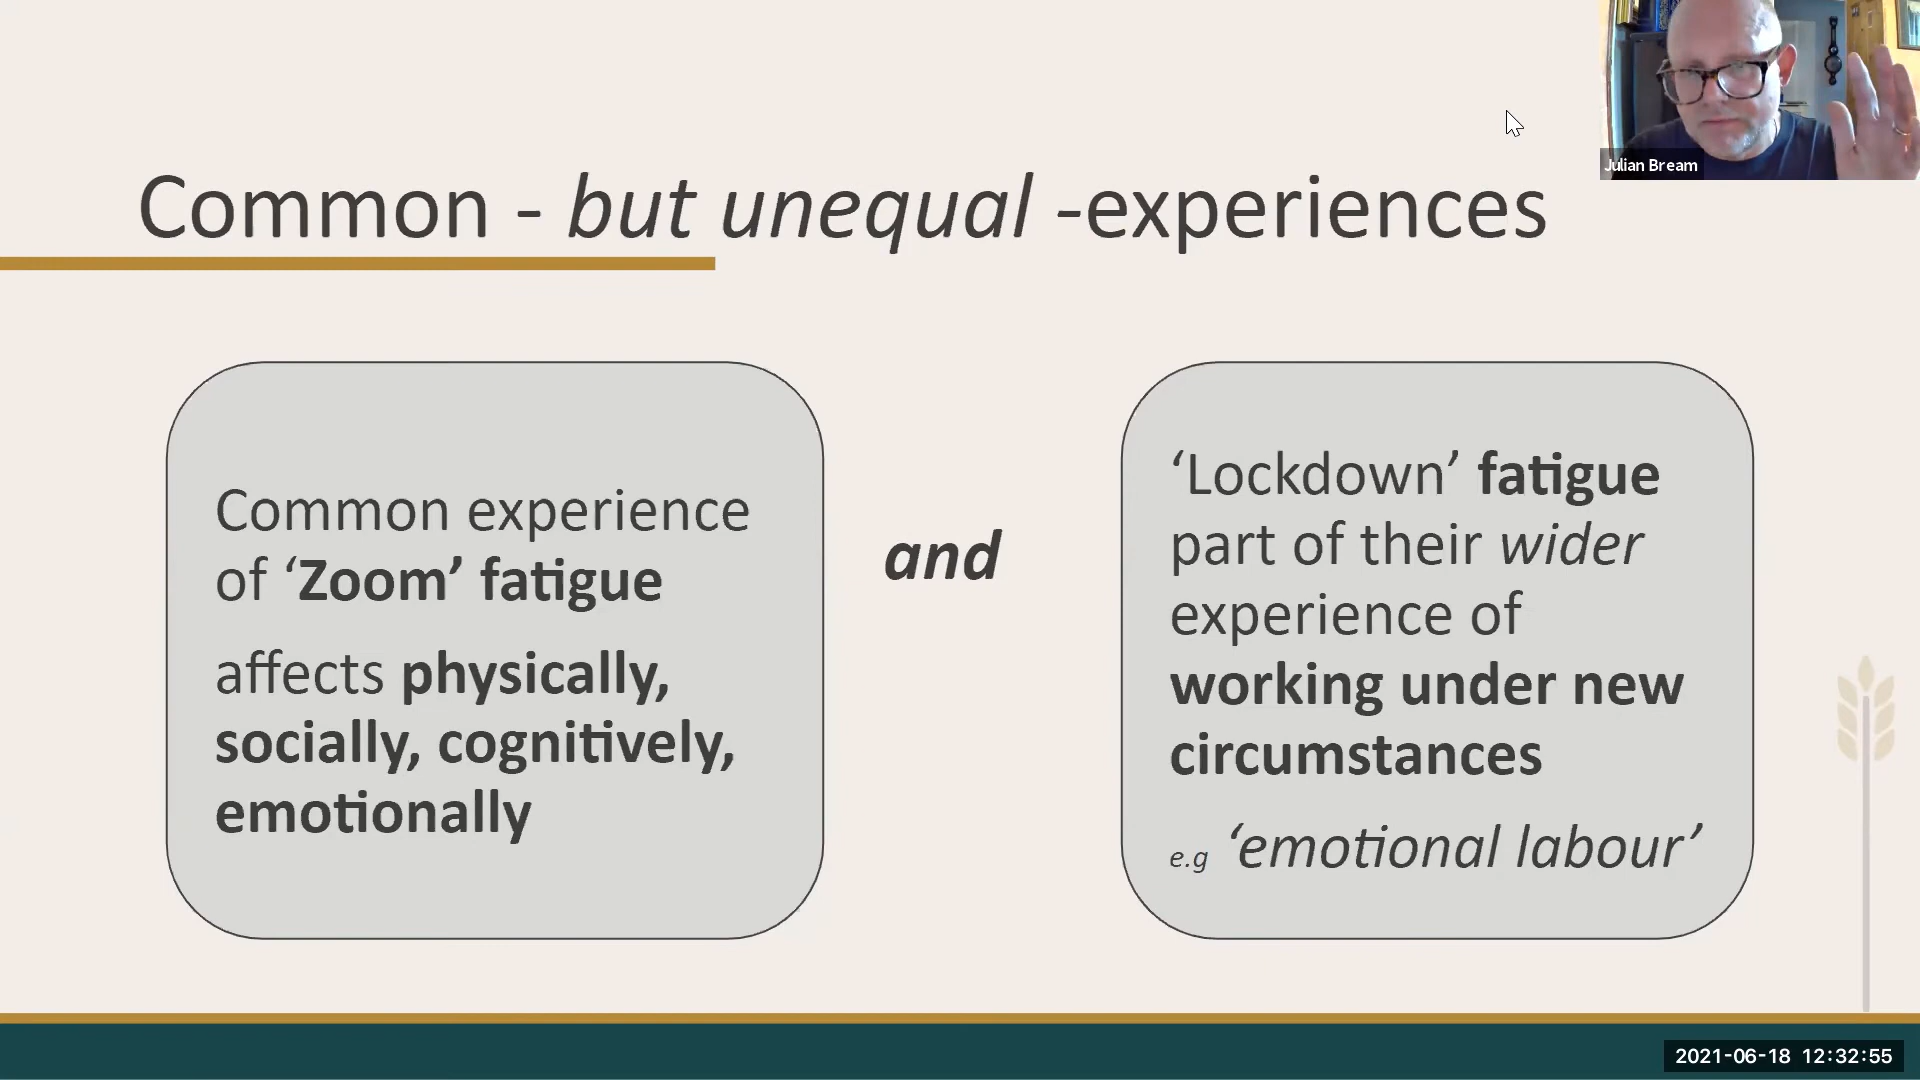 Julian Bream
Common - but unequal -experiences
Common experience
of ‘Zoom’ fatigue
affects physically,
socially, cognitively,
emotionally
and
‘Lockdown’ fatigue
part of their wider
experience of
working under new
circumstances
e.g ‘emotional labour’
2021-06-18 12:32:55